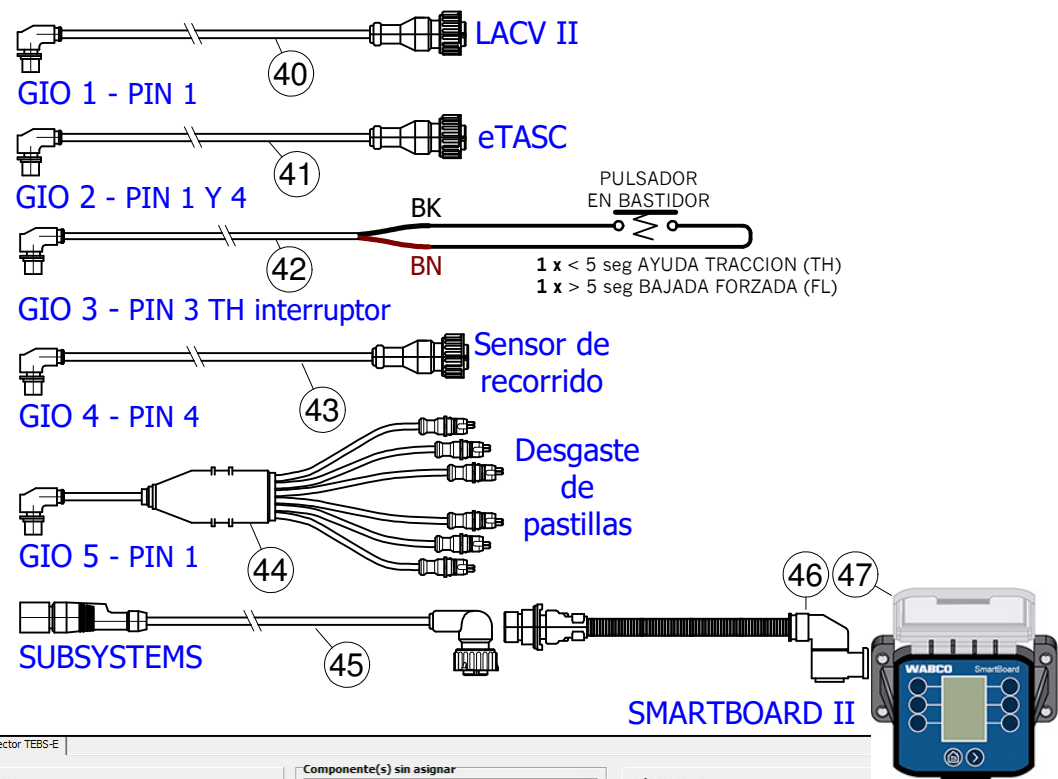 LACV II
40
GIO 1 - PIN 1
eTASC
41
GIO 2 - PIN 1 Y 4
PULSADOR
EN BASTIDOR
BK
BN
42
1 x < 5 seg AYUDA TRACCION (TH)
1 x > 5 seg BAJADA FORZADA (FL)
GIO 3 - PIN 3 TH interruptor
Sensor de
recorrido
43
GIO 4 - PIN 4
Desgaste
de
pastillas
GIO 5 - PIN 1
44
46
47
SUBSYSTEMS
45
WABCO SmartBoard
SMARTBOARD II
ector TEBS-E
Componente(s) sin asignar